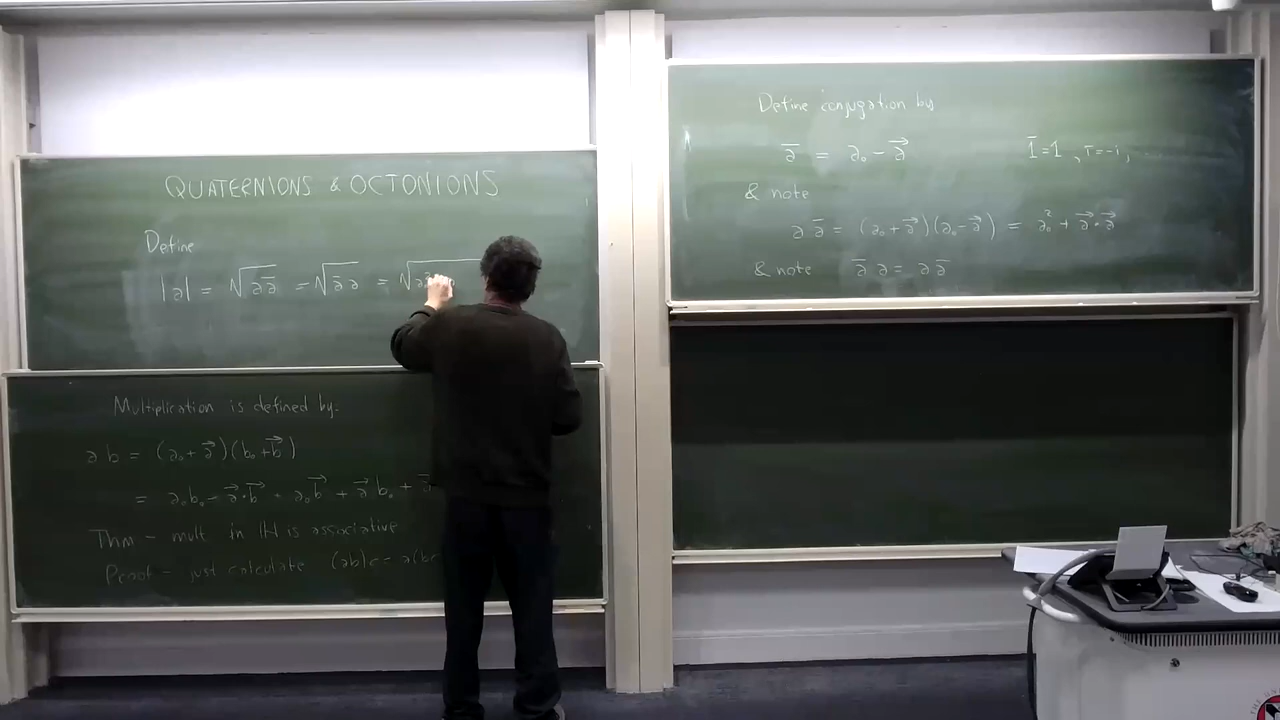 QUATERNIONS & OCTONIONS
Define
|a| = √(a ā) = √(ā a) = √
Multiplication is defined by:
a b = (a₀ + a⃗)(b₀ + b⃗)
= a₀b₀ - a⃗·b⃗ + a₀b⃗ + a⃗ b₀ +
Thm - mult in ℍ is associative
Proof - just calculate (ab)c = a(bc
Define conjugation by
ā = a₀ - a⃗ 1̄ = 1 , ī = -i , ...
& note
a ā = (a₀ + a⃗)(a₀ - a⃗) = a₀² + a⃗·a⃗
& note ā a = a ā